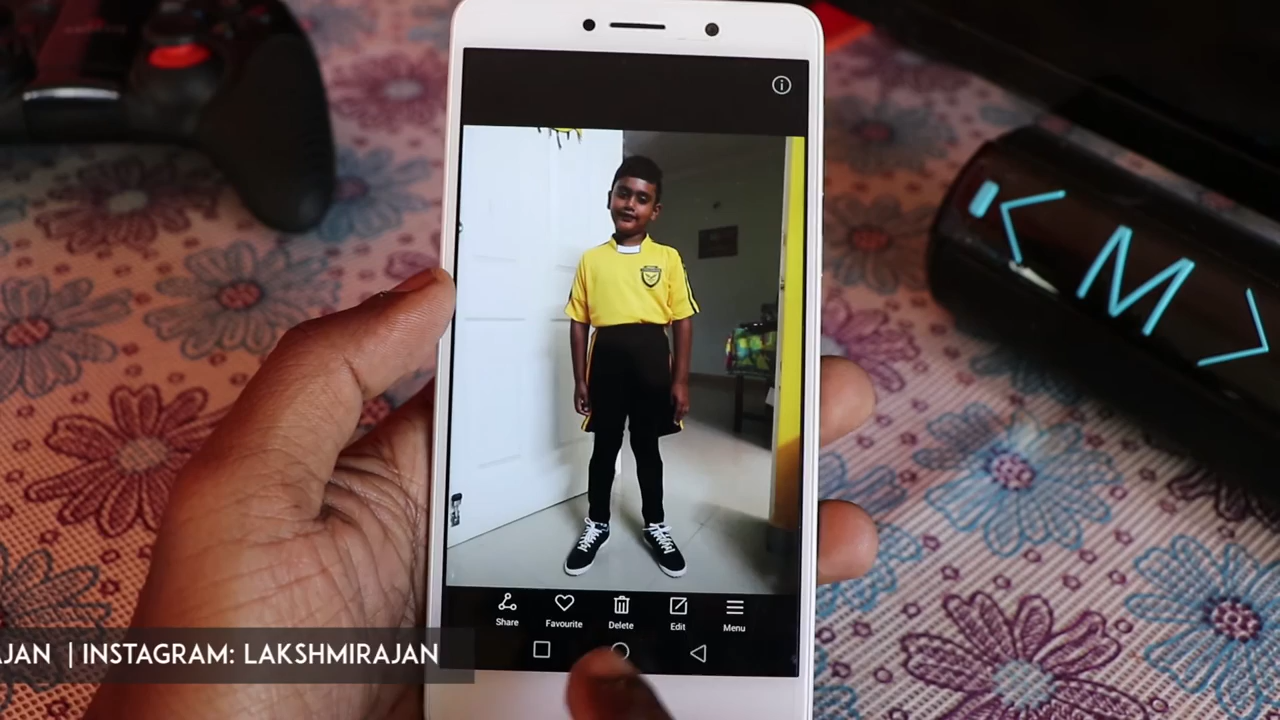 < M >
Share
Favourite
Delete
Edit
Menu
AJAN | INSTAGRAM: LAKSHMIRAJAN